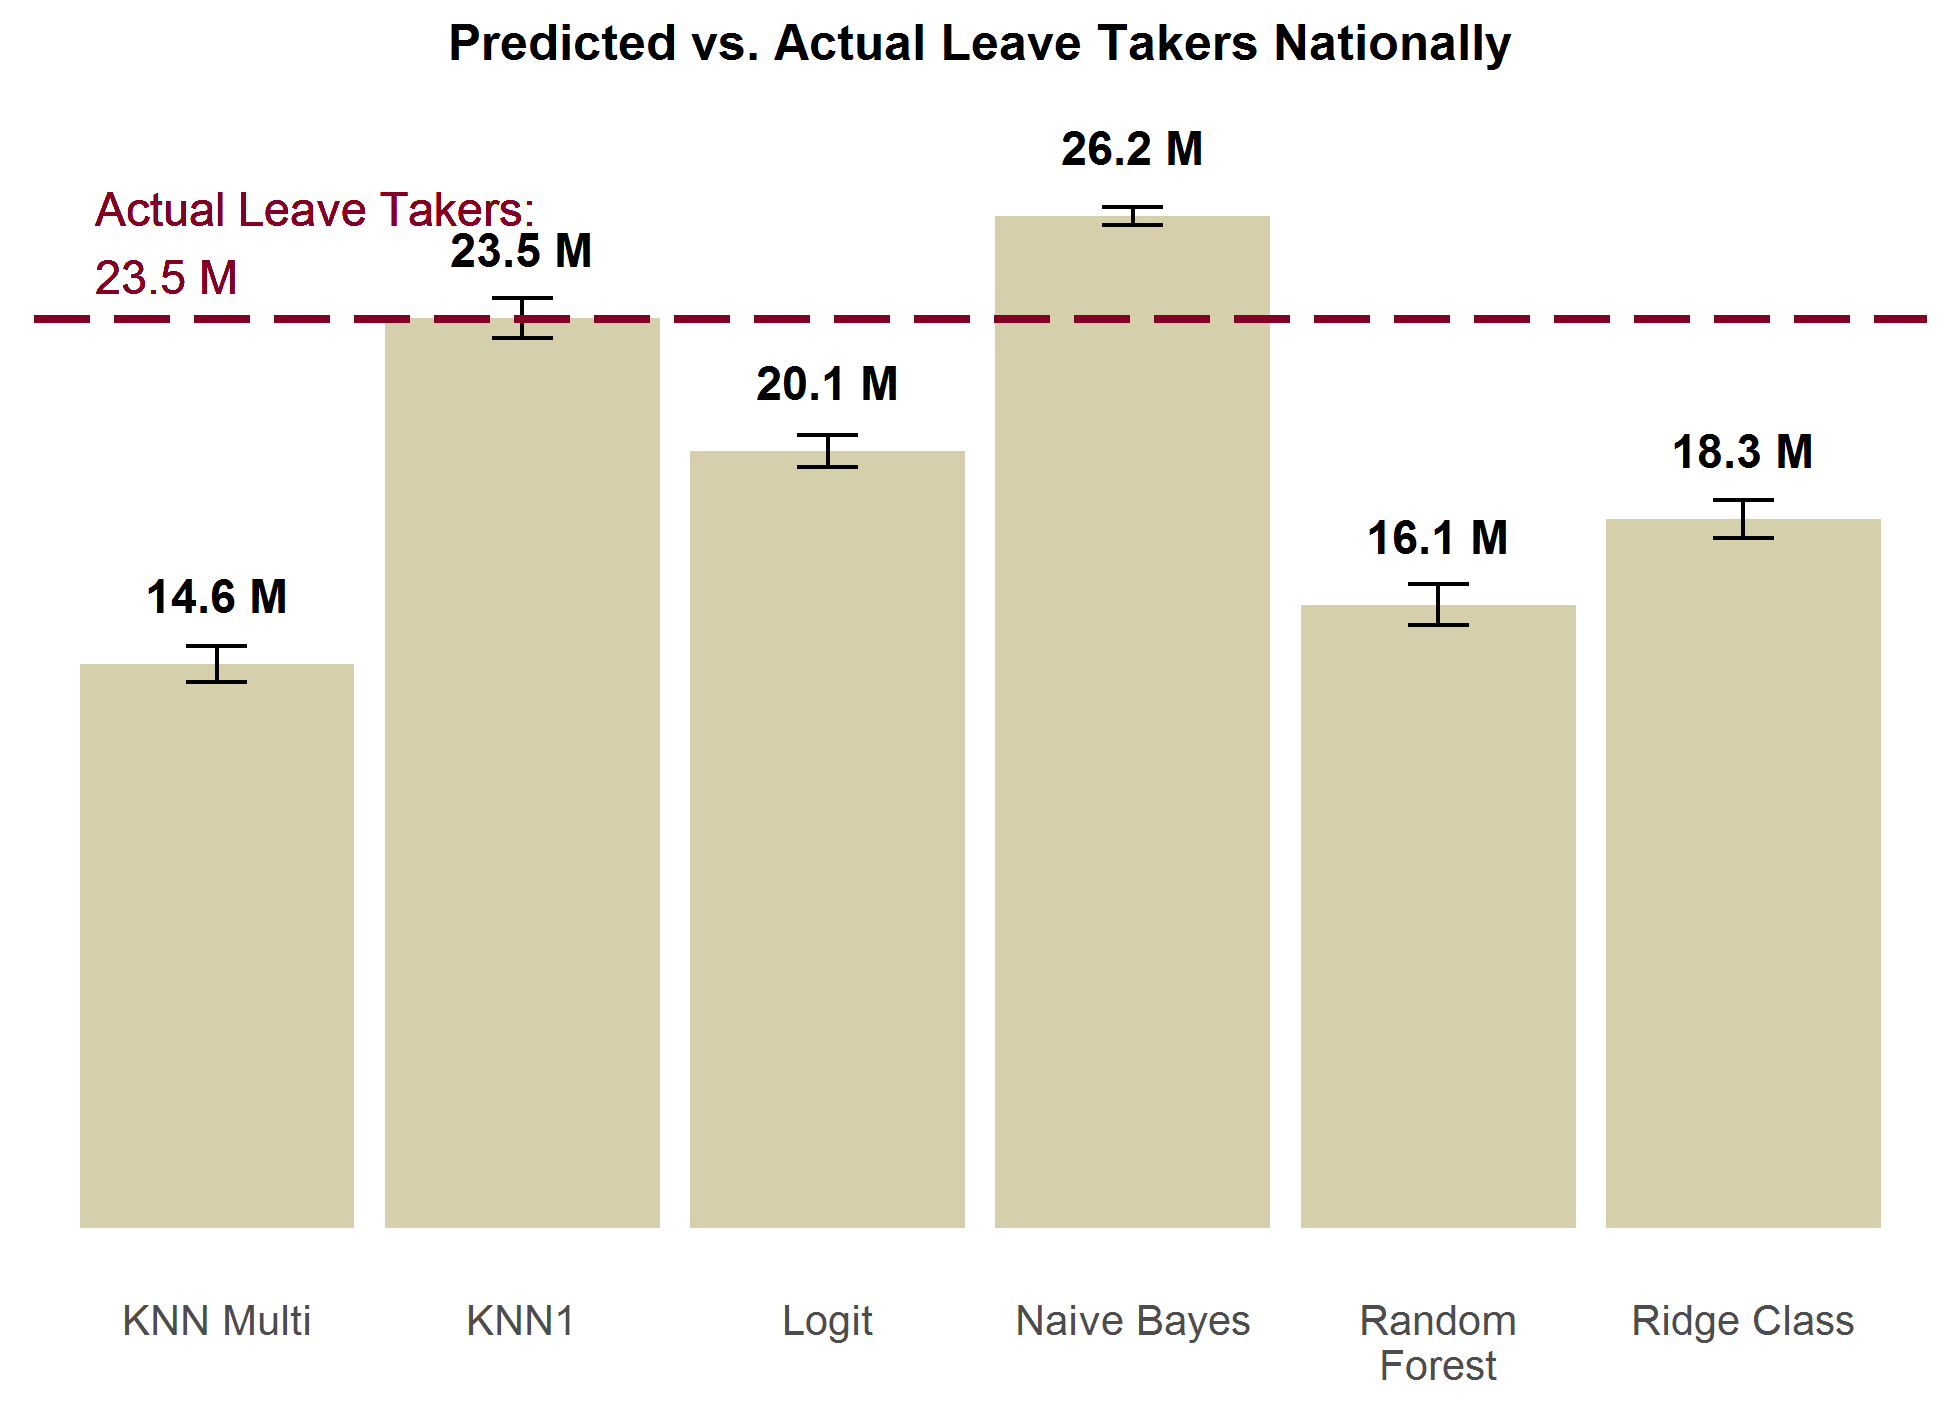 Predicted vs. Actual Leave Takers Nationally
26.2 M
Actual Leave Takers:
23.5 M
23.5 M
20.1 M
18.3 M
16.1 M
14.6 M
KNN Multi
KNN1
Logit
Naive Bayes
Random
Forest
Ridge Class